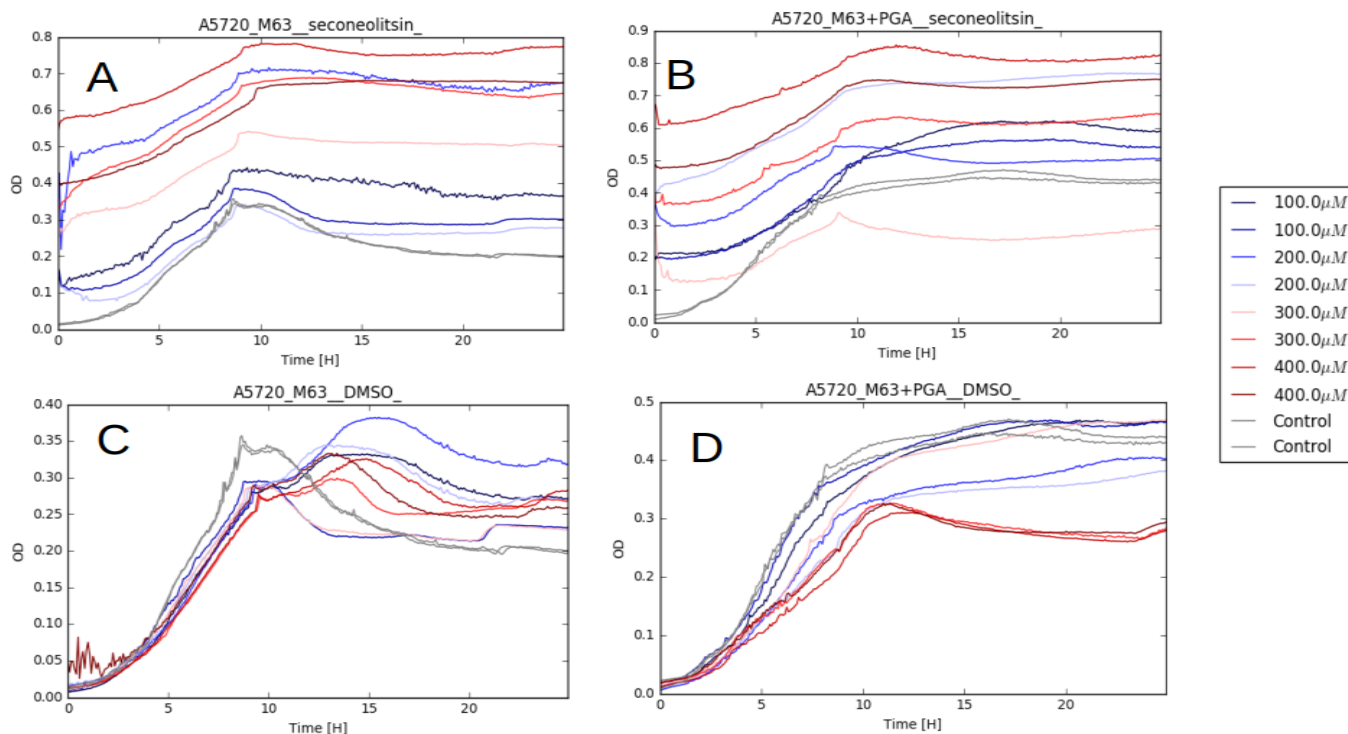 A5720_M63__seconeolitsin_
A
OD
0.8
0.7
0.6
0.5
0.4
0.3
0.2
0.1
0.0
0 5 10 15 20
Time [H]
A5720_M63+PGA__seconeolitsin_
B
OD
0.9
0.8
0.7
0.6
0.5
0.4
0.3
0.2
0.1
0.0
0 5 10 15 20
Time [H]
A5720_M63__DMSO_
C
OD
0.40
0.35
0.30
0.25
0.20
0.15
0.10
0.05
0.00
0 5 10 15 20
Time [H]
A5720_M63+PGA__DMSO_
D
OD
0.5
0.4
0.3
0.2
0.1
0.0
0 5 10 15 20
Time [H]
100.0μM
100.0μM
200.0μM
200.0μM
300.0μM
300.0μM
400.0μM
400.0μM
Control
Control